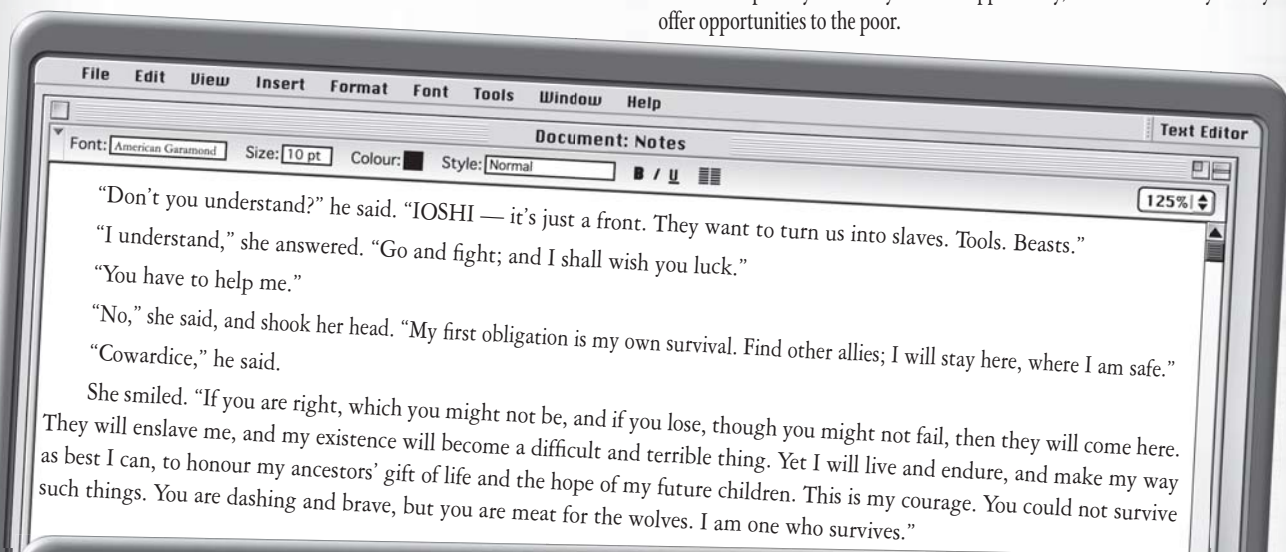 offer opportunities to the poor.
File Edit View Insert Format Font Tools Window Help
Text Editor
Document: Notes
Font: American Garamond Size: 10 pt Colour: Style: Normal B / U
125%
“Don’t you understand?” he said. “IOSHI — it’s just a front. They want to turn us into slaves. Tools. Beasts.”
“I understand,” she answered. “Go and fight; and I shall wish you luck.”
“You have to help me.”
“No,” she said, and shook her head. “My first obligation is my own survival. Find other allies; I will stay here, where I am safe.”
“Cowardice,” he said.
She smiled. “If you are right, which you might not be, and if you lose, though you might not fail, then they will come here.
They will enslave me, and my existence will become a difficult and terrible thing. Yet I will live and endure, and make my way
as best I can, to honour my ancestors’ gift of life and the hope of my future children. This is my courage. You could not survive
such things. You are dashing and brave, but you are meat for the wolves. I am one who survives.”